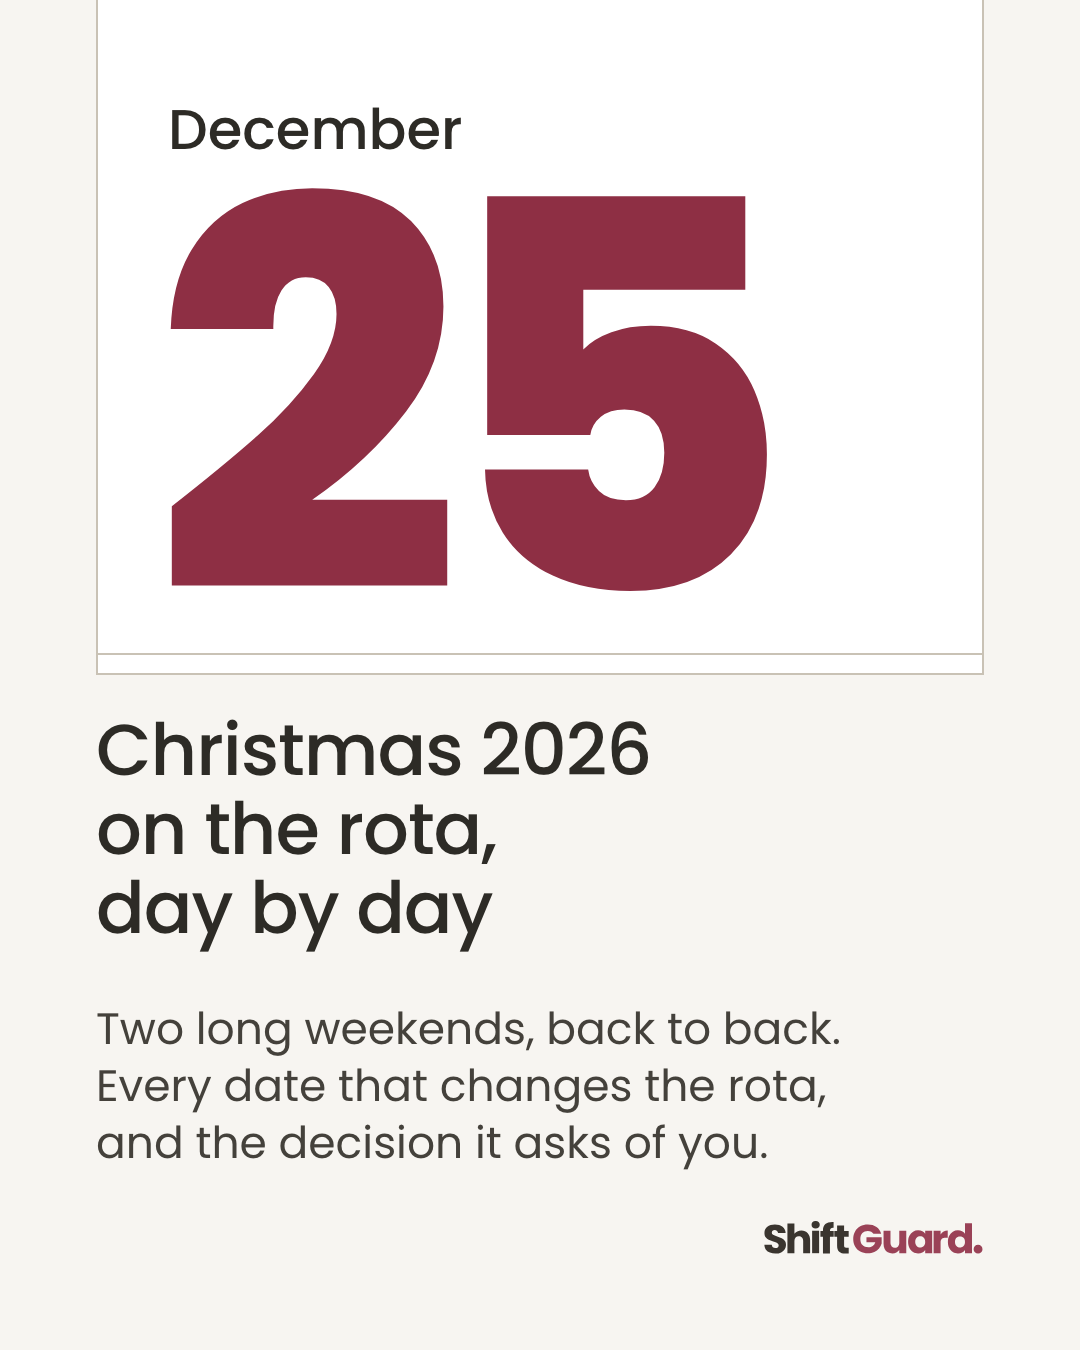 December
25
Christmas 2026
on the rota,
day by day
Two long weekends, back to back.
Every date that changes the rota,
and the decision it asks of you.
ShiftGuard.